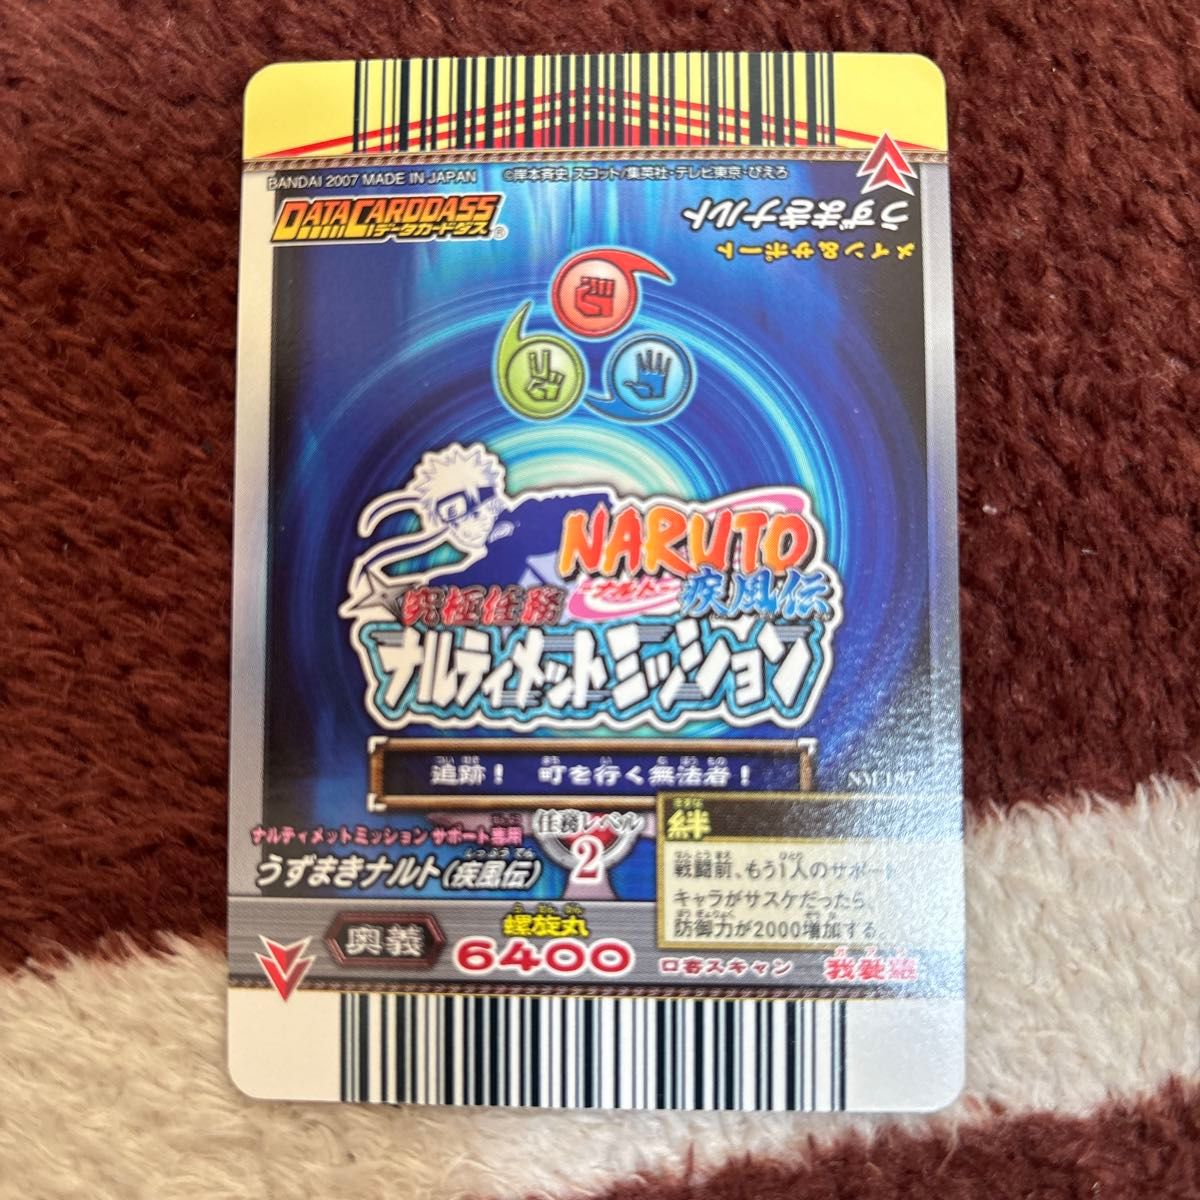 BANDAI 2007 MADE IN JAPAN ©岸本斉史 スコット/集英社・テレビ東京・ぴえろ
DATA CARDDASS
データカードダス®
うずまきナルト
メイン&サポート
NARUTO
ナルト
疾風伝
究極任務
ナルティメットミッション
追跡! 町を行く無法者!
NM-187
ナルティメットミッション サポート専用
うずまきナルト(疾風伝)
任務レベル
2
絆
戦闘前、もう1人のサポート
キャラがサスケだったら、
防御力が2000増加する。
奥義
螺旋丸
6400
口寄スキャン